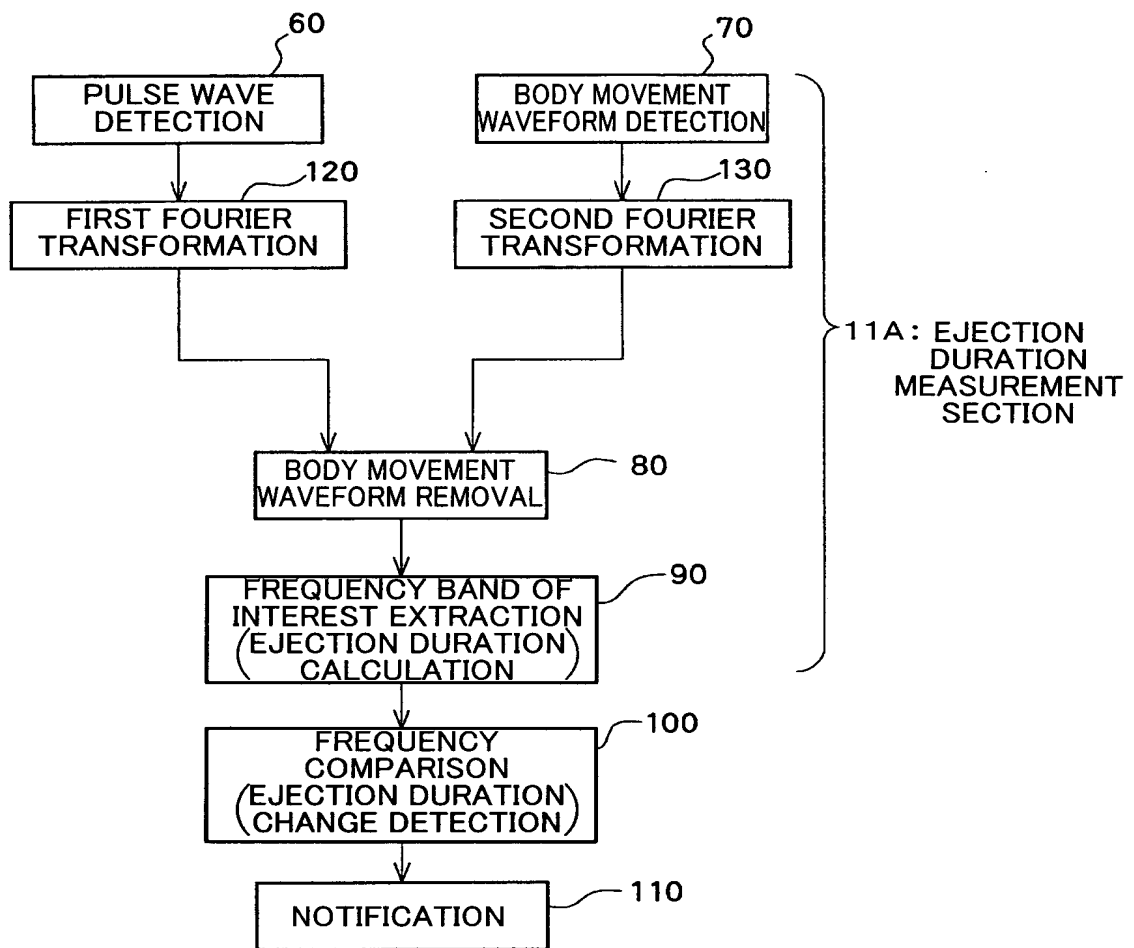 60
PULSE WAVE
DETECTION
70
BODY MOVEMENT
WAVEFORM DETECTION
120
FIRST FOURIER
TRANSFORMATION
130
SECOND FOURIER
TRANSFORMATION
11A: EJECTION
DURATION
MEASUREMENT
SECTION
80
BODY MOVEMENT
WAVEFORM REMOVAL
90
FREQUENCY BAND OF
INTEREST EXTRACTION
(EJECTION DURATION
CALCULATION)
100
FREQUENCY
COMPARISON
(EJECTION DURATION
CHANGE DETECTION)
110
NOTIFICATION